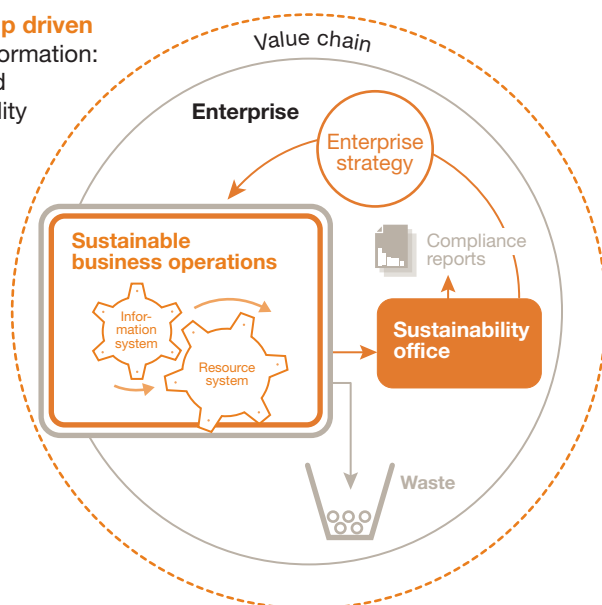 p driven
ormation:
d
lity
Value chain
Enterprise
Enterprise
strategy
Sustainable
business operations
Compliance
reports
Infor-
mation
system
Resource
system
Sustainability
office
Waste